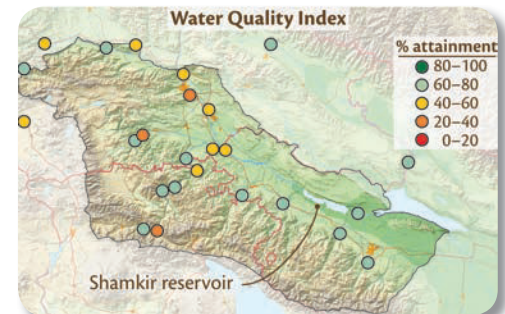 Water Quality Index
% attainment
80–100
60–80
40–60
20–40
0–20
Shamkir reservoir